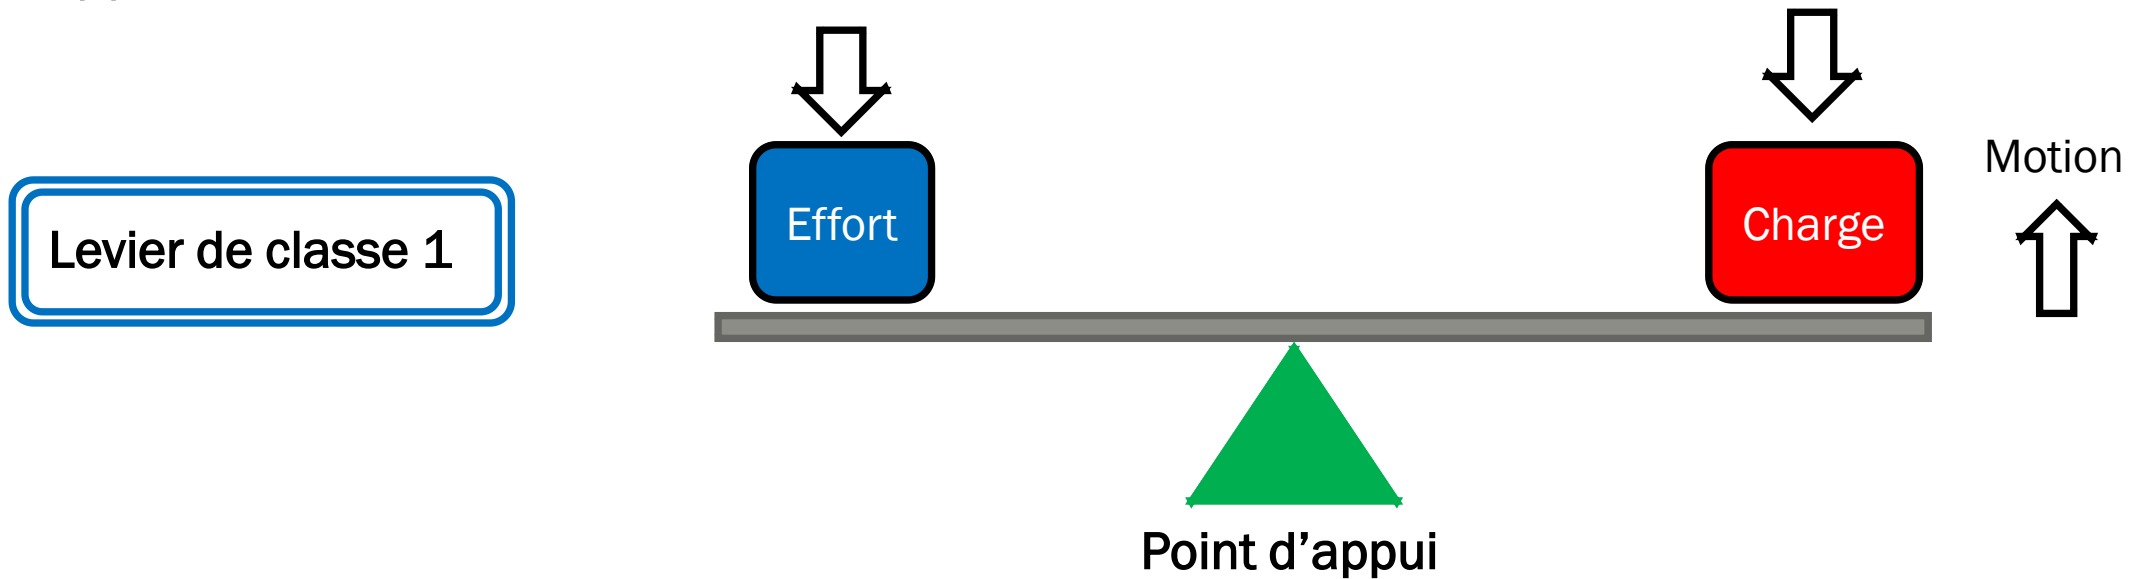 Levier de classe 1
Effort
Charge
Motion
Point d’appui